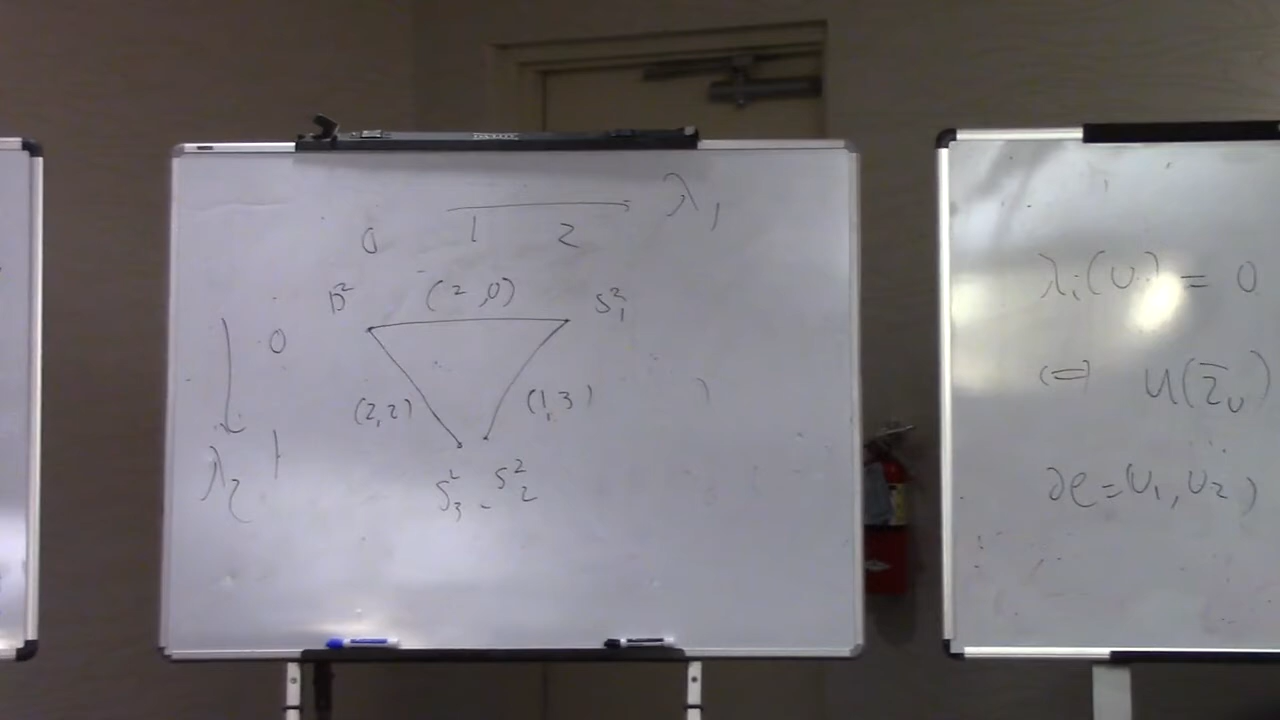 λ₁
0 1 2
D² (2,0) S²₁
0
(2,2) (1,3)
λ₂ 1
S²₃ - S²₂
λᵢ(v) = 0
⟺ u(z̄ᵥ)
∂e = (v₁, v₂)